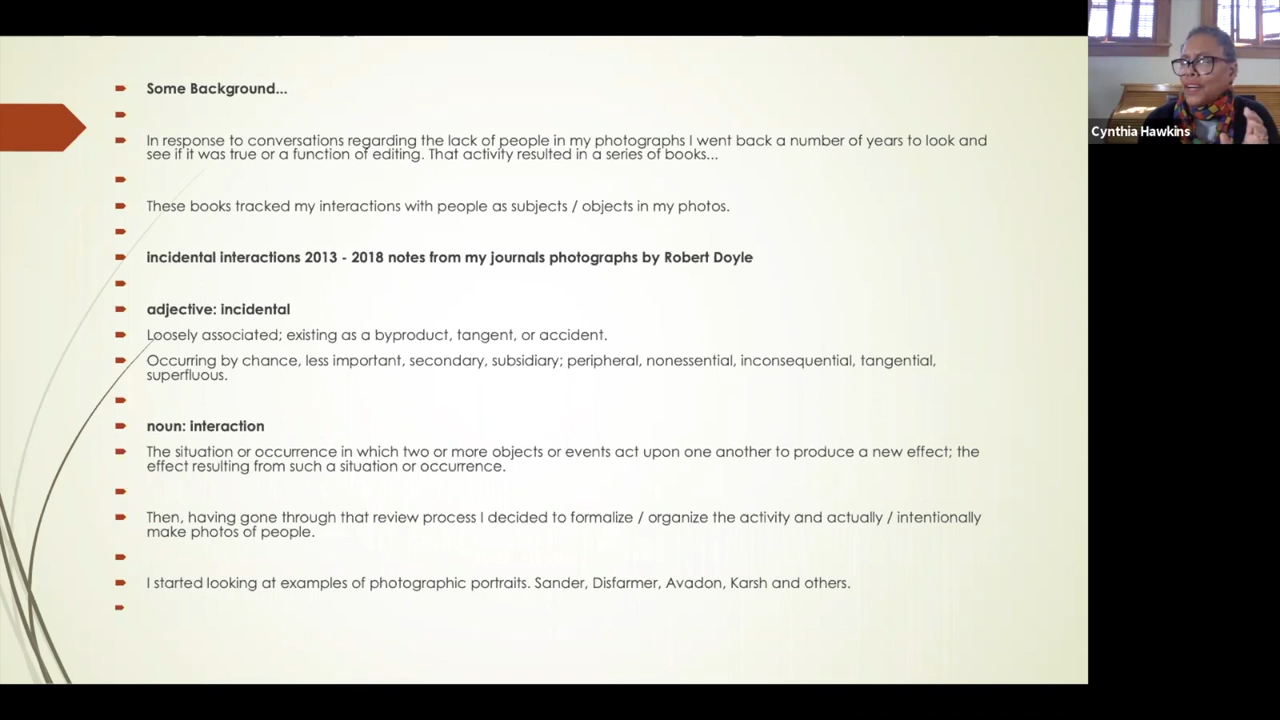 Some Background...
In response to conversations regarding the lack of people in my photographs I went back a number of years to look and
see if it was true or a function of editing. That activity resulted in a series of books...
These books tracked my interactions with people as subjects / objects in my photos.
incidental interactions 2013 - 2018 notes from my journals photographs by Robert Doyle
adjective: incidental
Loosely associated; existing as a byproduct, tangent, or accident.
Occurring by chance, less important, secondary, subsidiary; peripheral, nonessential, inconsequential, tangential,
superfluous.
noun: interaction
The situation or occurrence in which two or more objects or events act upon one another to produce a new effect; the
effect resulting from such a situation or occurrence.
Then, having gone through that review process I decided to formalize / organize the activity and actually / intentionally
make photos of people.
I started looking at examples of photographic portraits. Sander, Disfarmer, Avadon, Karsh and others.
Cynthia Hawkins